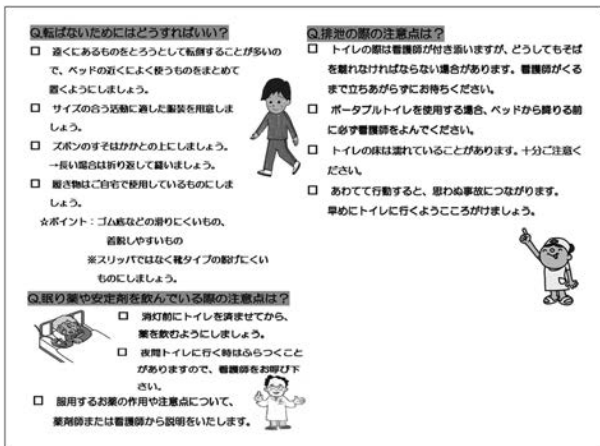 Q.転ばないためにはどうすればいい？
□ 遠くにあるものをとろうとして転倒することが多いの
で、ベッドの近くによく使うものをまとめて
置くようにしましょう。
□ サイズの合う活動に適した服装を用意しま
しょう。
□ ズボンのすそはかかとの上にしましょう。
→長い場合は折り返して縫いましょう。
□ 履き物はご自宅で使用しているものにしま
しょう。
☆ポイント：ゴム底などの滑りにくいもの、
着脱しやすいもの
※スリッパではなく靴タイプの脱げにくい
ものにしましょう。
Q.眠り薬や安定剤を飲んでいる際の注意点は？
□ 消灯前にトイレを済ませてから、
薬を飲むようにしましょう。
□ 夜間トイレに行く時はふらつくこと
がありますので、看護師をお呼び下
さい。
□ 服用するお薬の作用や注意点について、
薬剤師または看護師から説明をいたします。
Q.排泄の際の注意点は？
□ トイレの際は看護師が付き添いますが、どうしてもそば
を離れなければならない場合があります。看護師がくる
まで立ちあがらずにお待ちください。
□ ポータブルトイレを使用する場合、ベッドから降りる前
に必ず看護師をよんでください。
□ トイレの床は濡れていることがあります。十分ご注意く
ださい。
□ あわてて行動すると、思わぬ事故につながります。
早めにトイレに行くようこころがけましょう。